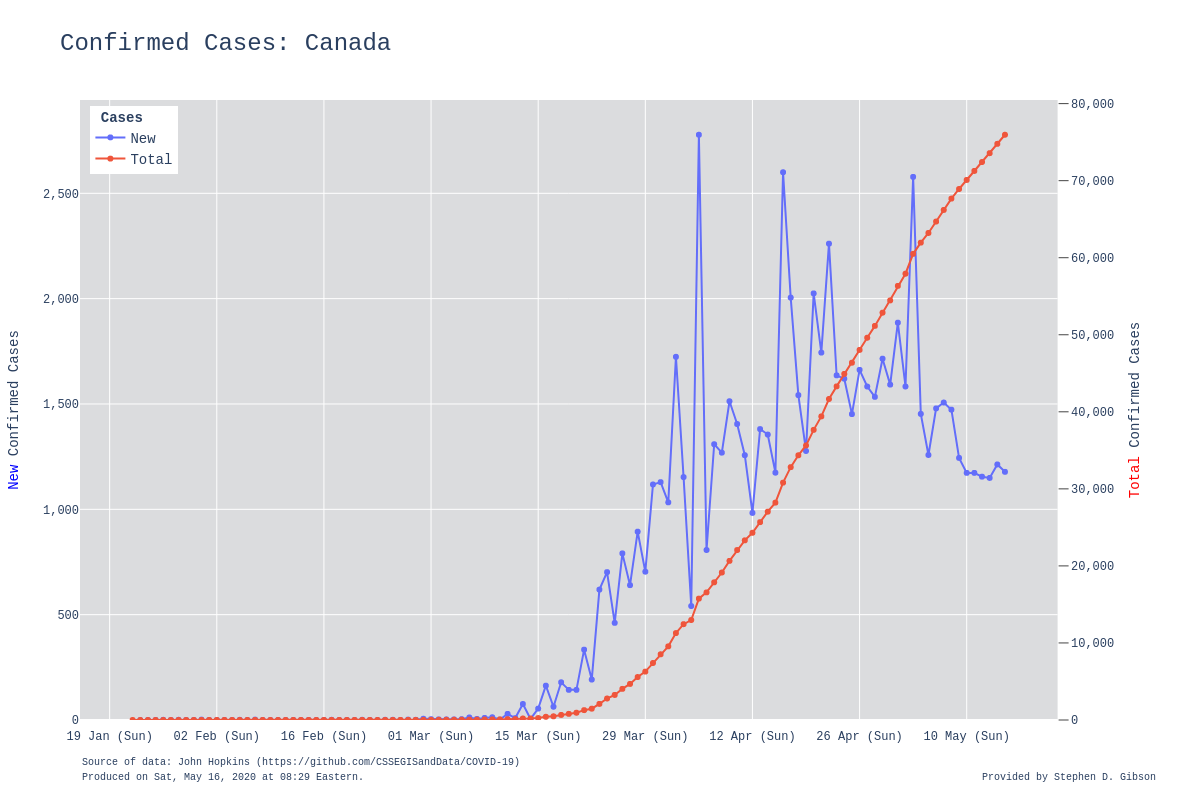 Confirmed Cases: Canada
Cases
New
Total
80,000
70,000
60,000
50,000
40,000
30,000
20,000
10,000
0
2,500
2,000
1,500
1,000
500
0
New Confirmed Cases
Total Confirmed Cases
19 Jan (Sun) 02 Feb (Sun) 16 Feb (Sun) 01 Mar (Sun) 15 Mar (Sun) 29 Mar (Sun) 12 Apr (Sun) 26 Apr (Sun) 10 May (Sun)
Source of data: John Hopkins (https://github.com/CSSEGISandData/COVID-19)
Produced on Sat, May 16, 2020 at 08:29 Eastern.
Provided by Stephen D. Gibson